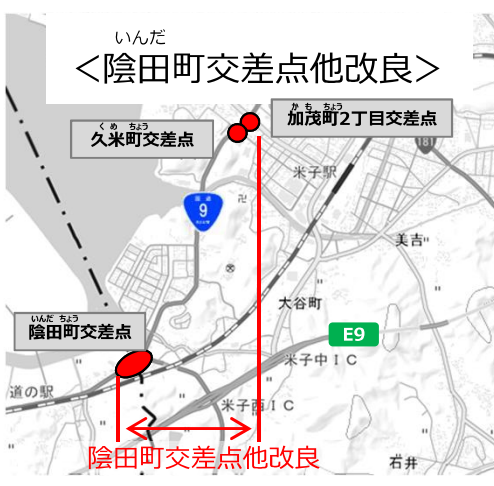 いんだ
＜陰田町交差点他改良＞
くめ ちょう
久米町交差点
かも ちょう
加茂町2丁目交差点
181
米子駅
国道
9
美吉
いんだ ちょう
陰田町交差点
大谷町
E9
米子中IC
道の駅
米子西IC
陰田町交差点他改良
石井